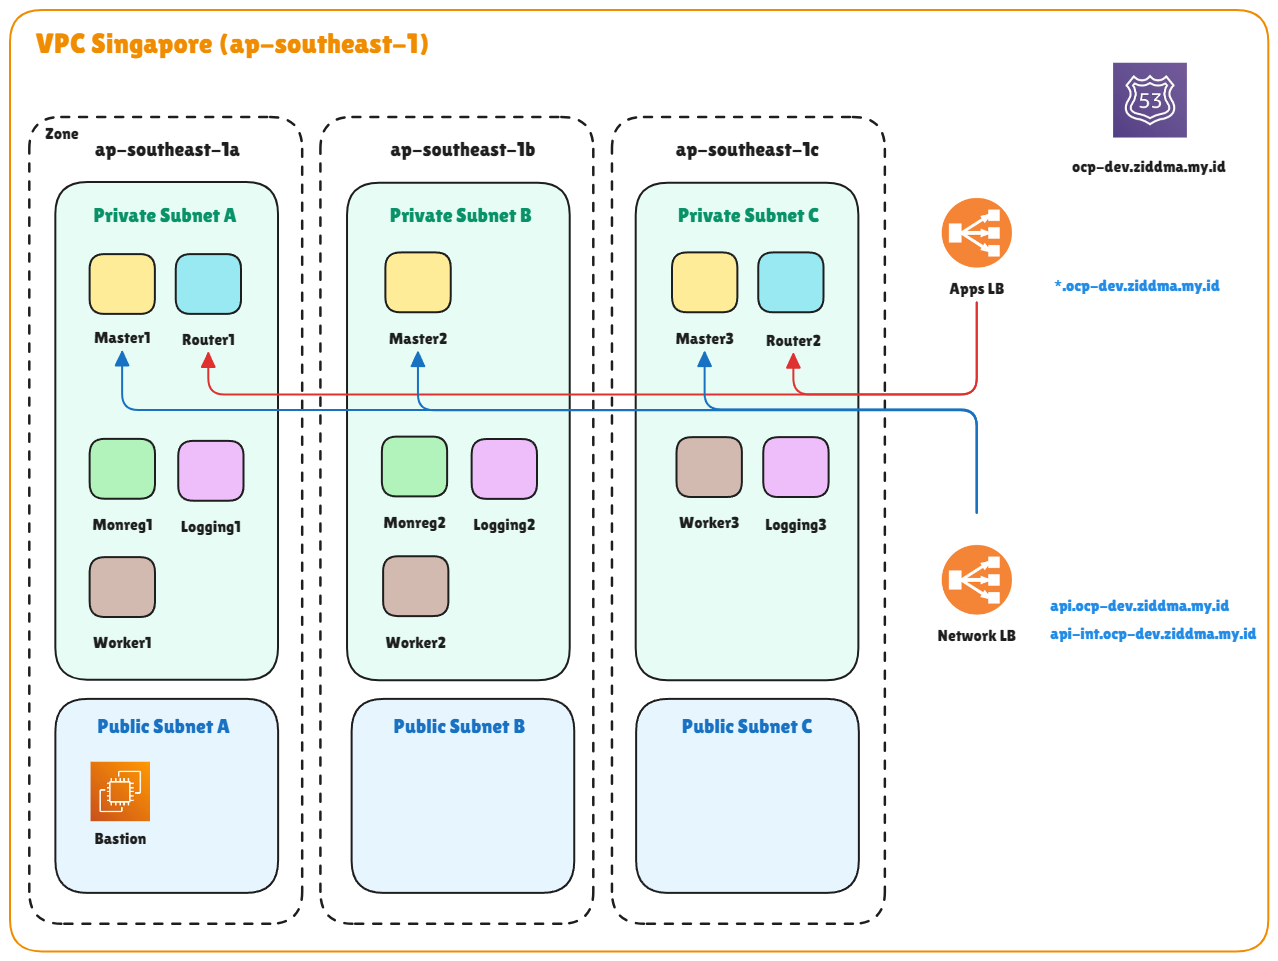 VPC Singapore (ap-southeast-1)
53
ocp-dev.ziddma.my.id
Zone
ap-southeast-1a
ap-southeast-1b
ap-southeast-1c
Private Subnet A
Private Subnet B
Private Subnet C
Master1
Router1
Master2
Master3
Router2
Apps LB
*.ocp-dev.ziddma.my.id
Monreg1
Logging1
Monreg2
Logging2
Worker3
Logging3
Worker1
Worker2
Network LB
api.ocp-dev.ziddma.my.id
api-int.ocp-dev.ziddma.my.id
Public Subnet A
Public Subnet B
Public Subnet C
Bastion